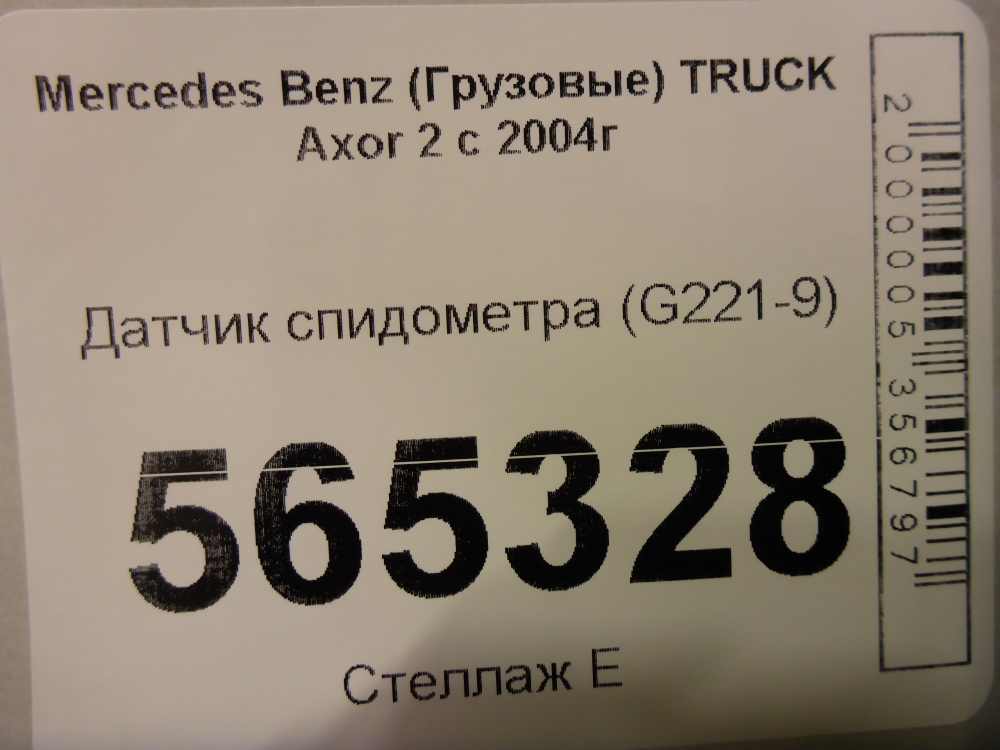 Mercedes Benz (Грузовые) TRUCK
Axor 2 с 2004г
Датчик спидометра (G221-9)
565328
Стеллаж Е
2000005356797